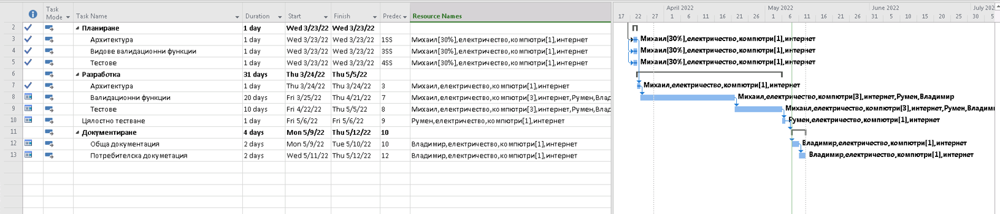 Task Mode Task Name Duration Start Finish Predec Resource Names
April 2022 May 2022 June 2022 July 202
17 22 27 1 6 11 16 21 26 1 6 11 16 21 26 31 5 10 15 20 25 30 5
2 Планиране 1 day Wed 3/23/22 Wed 3/23/22
3 Архитектура 1 day Wed 3/23/22 Wed 3/23/22 1SS Михаил[30%],електричество,компютри[1],интернет Михаил[30%],електричество,компютри[1],интернет
4 Видове валидационни функции 1 day Wed 3/23/22 Wed 3/23/22 3SS Михаил[30%],електричество,компютри[1],интернет Михаил[30%],електричество,компютри[1],интернет
5 Тестове 1 day Wed 3/23/22 Wed 3/23/22 4SS Михаил[30%],електричество,компютри[1],интернет Михаил[30%],електричество,компютри[1],интернет
6 Разработка 31 days Thu 3/24/22 Thu 5/5/22
7 Архитектура 1 day Thu 3/24/22 Thu 3/24/22 3 Михаил,електричество,компютри[1],интернет Михаил,електричество,компютри[1],интернет
8 Валидационни функции 20 days Fri 3/25/22 Thu 4/21/22 7 Михаил,електричество,компютри[3],интернет,Румен,Влад Михаил,електричество,компютри[3],интернет,Румен,Владимир
9 Тестове 10 days Fri 4/22/22 Thu 5/5/22 8 Михаил,електричество,компютри[3],интернет,Румен,Влад Михаил,електричество,компютри[3],интернет,Румен,Влади
10 Цялостно тестване 1 day Fri 5/6/22 Fri 5/6/22 9 Румен,електричество,компютри[1],интернет Румен,електричество,компютри[1],интернет
11 Документиране 4 days Mon 5/9/22 Thu 5/12/22 10
12 Обща документация 2 days Mon 5/9/22 Tue 5/10/22 10 Владимир,електричество,компютри[1],интернет Владимир,електричество,компютри[1],интернет
13 Потребителска докуметация 2 days Wed 5/11/22 Thu 5/12/22 12 Владимир,електричество,компютри[1],интернет Владимир,електричество,компютри[1],интернет